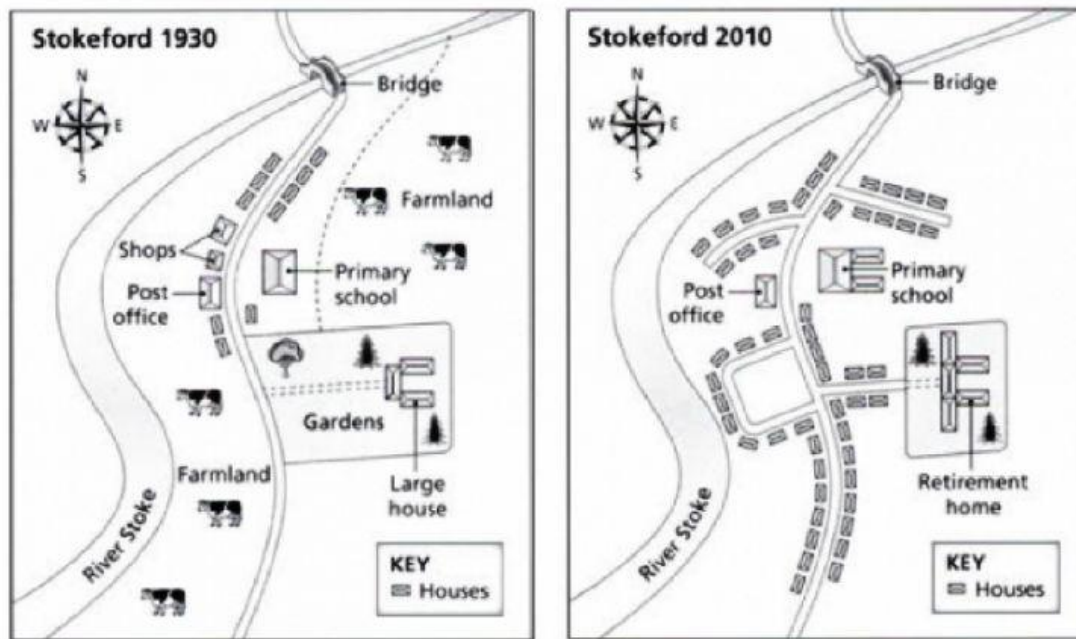 Stokeford 1930
N
W
E
S
Bridge
Farmland
Shops
Primary
school
Post
office
Gardens
Farmland
Large
house
River Stoke
KEY
Houses
Stokeford 2010
N
W
E
S
Bridge
Primary
school
Post
office
Retirement
home
River Stoke
KEY
Houses